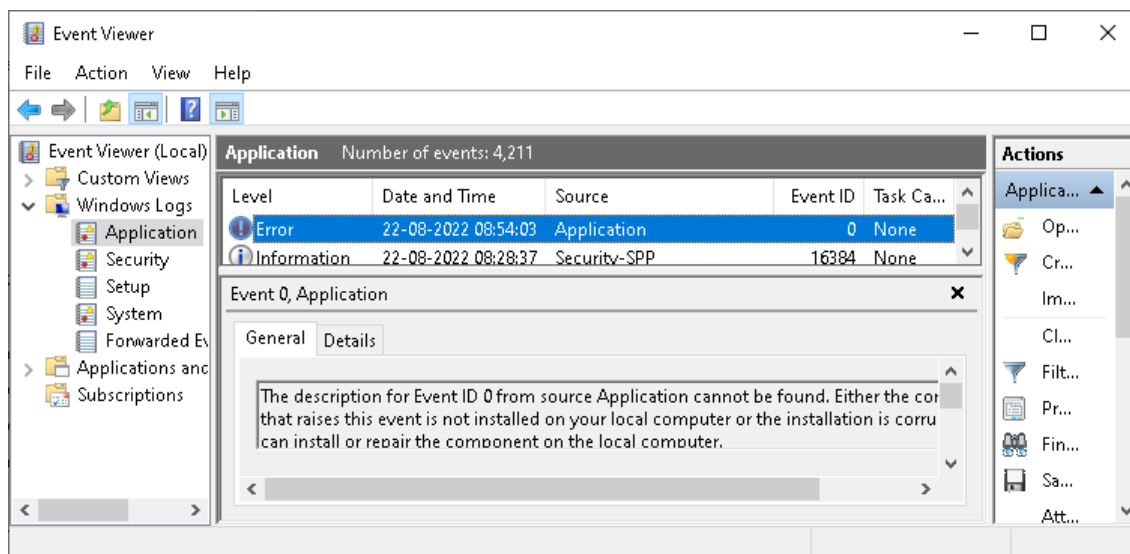 Event Viewer
File Action View Help
Event Viewer (Local)
Custom Views
Windows Logs
Application
Security
Setup
System
Forwarded Ev
Applications and
Subscriptions
Application Number of events: 4,211
Level Date and Time Source Event ID Task Ca...
Error 22-08-2022 08:54:03 Application 0 None
Information 22-08-2022 08:28:37 Security-SPP 16384 None
Event 0, Application
General Details
The description for Event ID 0 from source Application cannot be found. Either the cor
that raises this event is not installed on your local computer or the installation is corru
can install or repair the component on the local computer.
Actions
Applica...
Op...
Cr...
Im...
Cl...
Filt...
Pr...
Fin...
Sa...
Att...